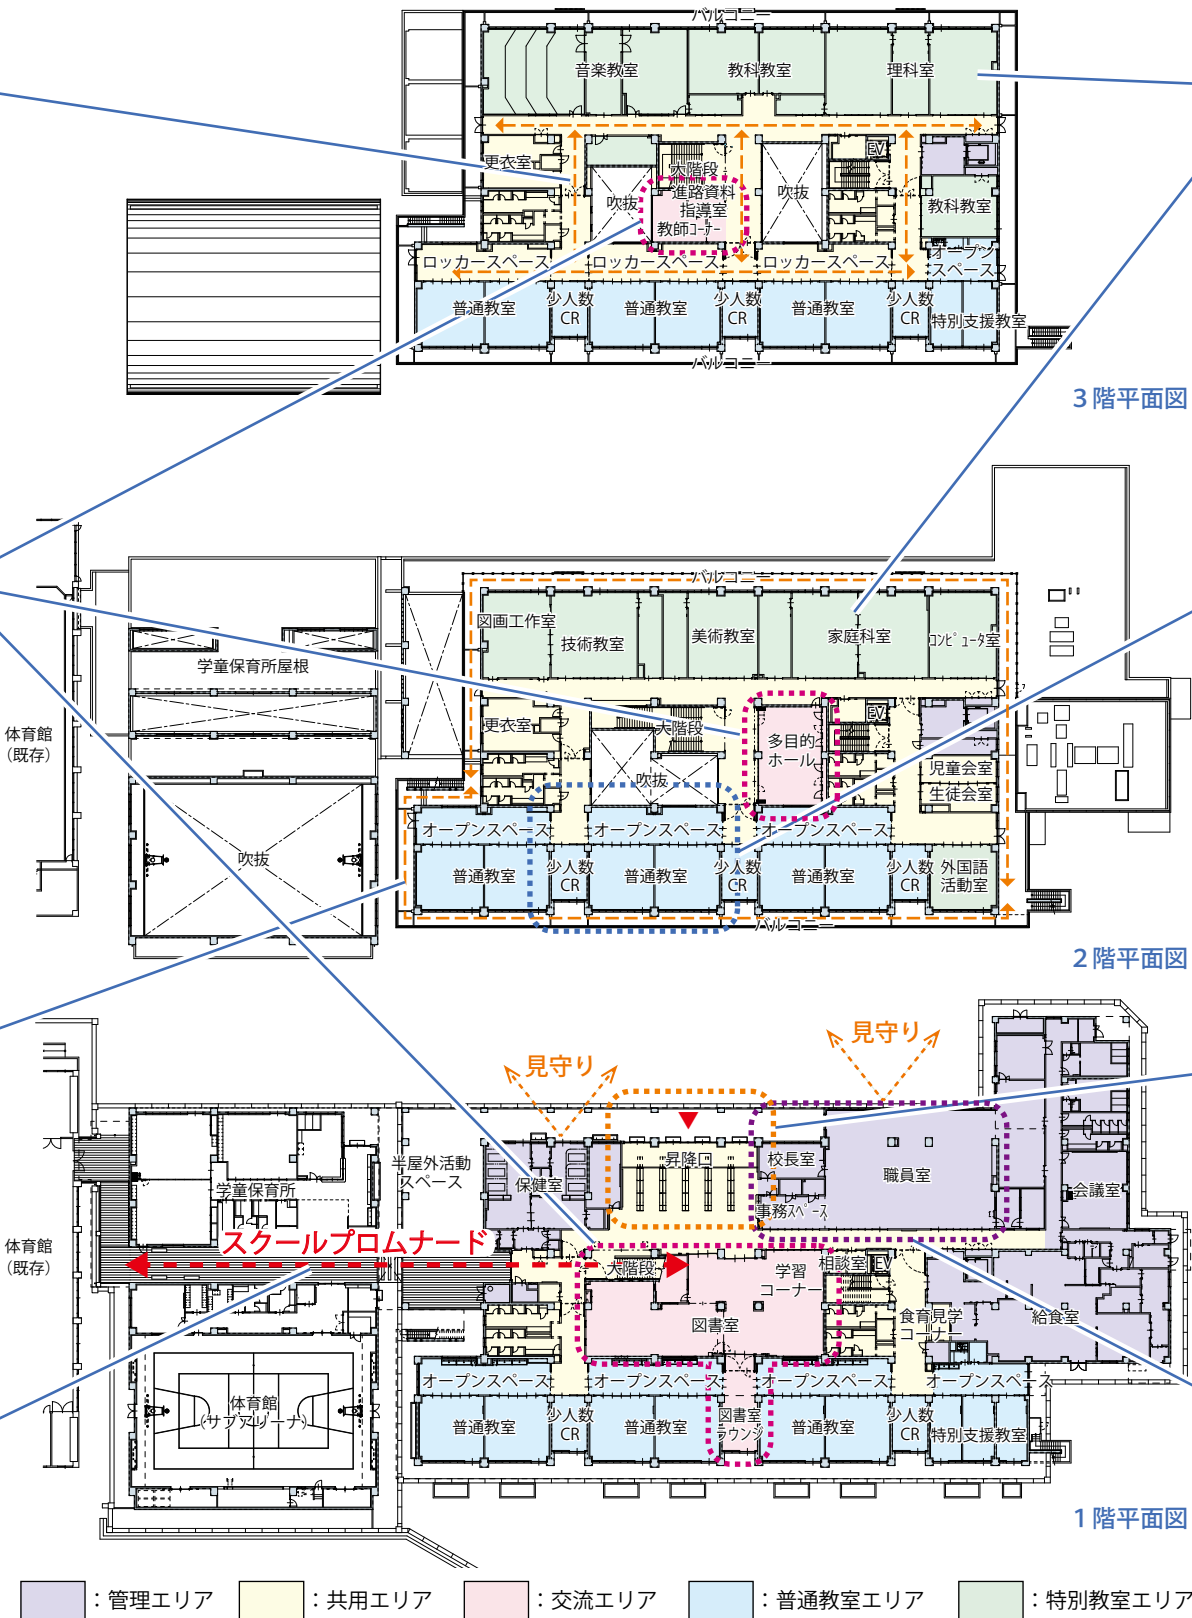 バルコニー
音楽教室
教科教室
理科室
更衣室
大階段
EV
吹抜
進路資料
指導室
教師コーナー
吹抜
教科教室
ロッカースペース
ロッカースペース
ロッカースペース
オープン
スペース
普通教室
少人数
CR
普通教室
少人数
CR
普通教室
少人数
CR
特別支援教室
バルコニー
3階平面図
バルコニー
図画工作室
技術教室
美術教室
家庭科室
コンピュータ室
学童保育所屋根
体育館
(既存)
更衣室
大階段
吹抜
多目的
ホール
EV
児童会室
生徒会室
吹抜
オープンスペース
オープンスペース
オープンスペース
普通教室
少人数
CR
普通教室
少人数
CR
普通教室
少人数
CR
外国語
活動室
バルコニー
2階平面図
見守り
見守り
半屋外活動
スペース
保健室
昇降口
校長室
職員室
事務スペース
会議室
学童保育所
体育館
(既存)
スクールプロムナード
大階段
学習
コーナー
相談室
EV
図書室
食育見学
コーナー
給食室
オープンスペース
オープンスペース
オープンスペース
オープンスペース
体育館
(サブアリーナ)
普通教室
少人数
CR
普通教室
図書室
ラウンジ
普通教室
少人数
CR
特別支援教室
1階平面図
:管理エリア
:共用エリア
:交流エリア
:普通教室エリア
:特別教室エリア